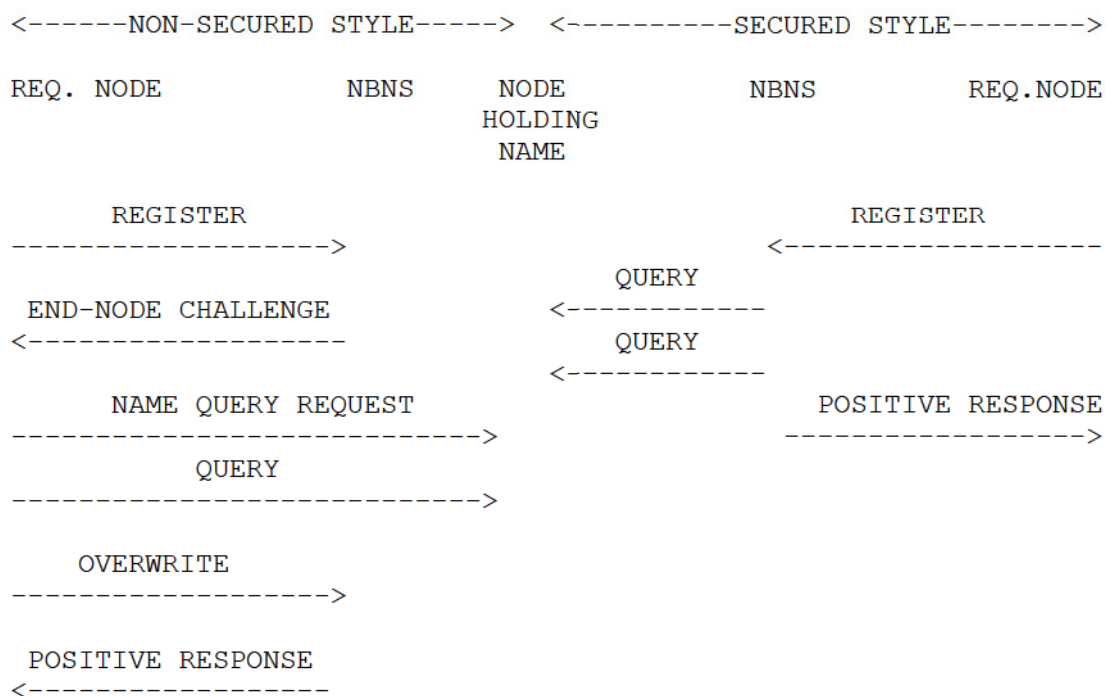 <------NON-SECURED STYLE-----> <----------SECURED STYLE-------->
REQ. NODE NBNS NODE NBNS REQ.NODE
HOLDING
NAME
REGISTER REGISTER
-------------------> <-------------------
QUERY
END-NODE CHALLENGE <------------
<------------------- QUERY
<------------
NAME QUERY REQUEST POSITIVE RESPONSE
----------------------------> ------------------>
QUERY
---------------------------->
OVERWRITE
------------------->
POSITIVE RESPONSE
<------------------